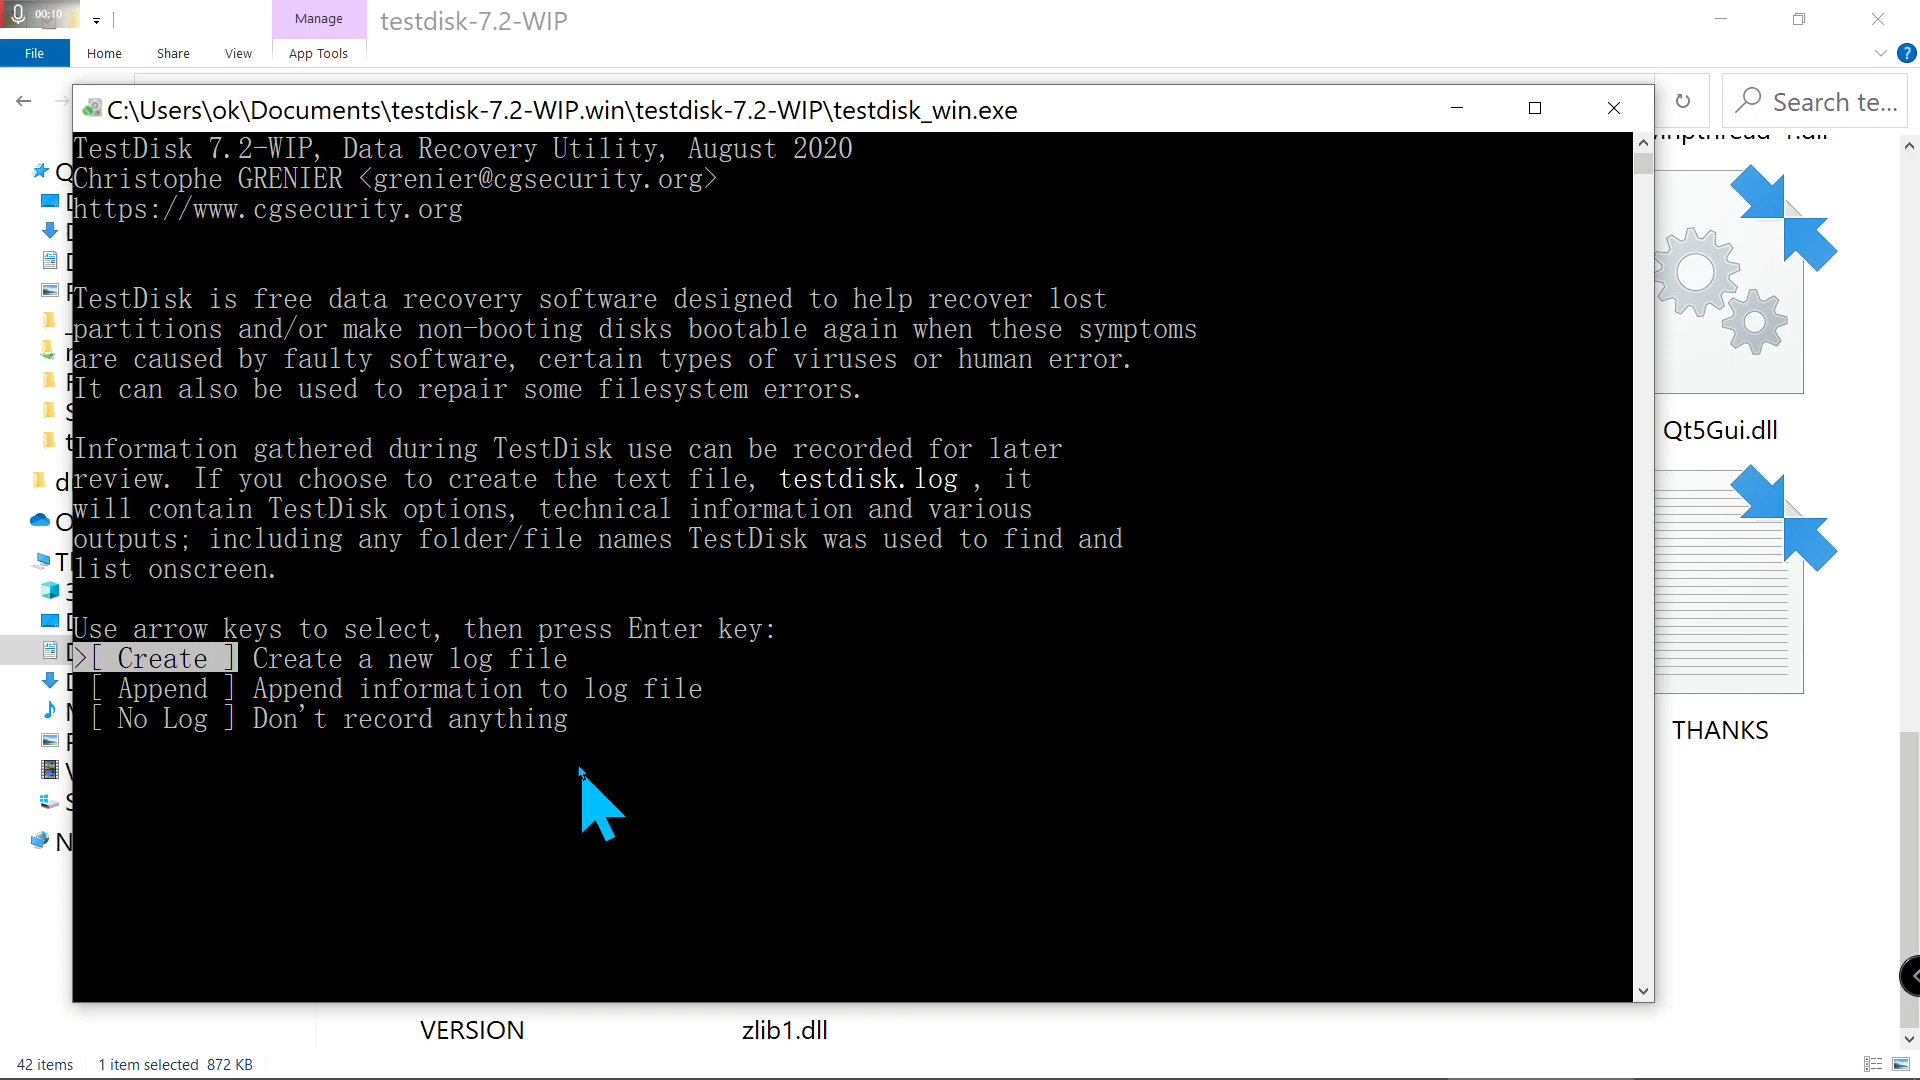 00:10
Manage
testdisk-7.2-WIP
File
Home
Share
View
App Tools
?
C:\Users\ok\Documents\testdisk-7.2-WIP.win\testdisk-7.2-WIP\testdisk_win.exe
Search te...
TestDisk 7.2-WIP, Data Recovery Utility, August 2020
Christophe GRENIER <grenier@cgsecurity.org>
https://www.cgsecurity.org
TestDisk is free data recovery software designed to help recover lost
partitions and/or make non-booting disks bootable again when these symptoms
are caused by faulty software, certain types of viruses or human error.
It can also be used to repair some filesystem errors.
Information gathered during TestDisk use can be recorded for later
review. If you choose to create the text file, testdisk.log , it
will contain TestDisk options, technical information and various
outputs; including any folder/file names TestDisk was used to find and
list onscreen.
Use arrow keys to select, then press Enter key:
>[ Create ] Create a new log file
[ Append ] Append information to log file
[ No Log ] Don't record anything
Qt5Gui.dll
THANKS
VERSION
zlib1.dll
42 items
1 item selected 872 KB